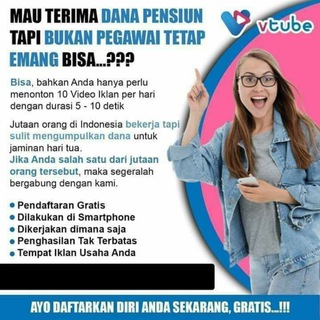 MAU TERIMA DANA PENSIUN
TAPI BUKAN PEGAWAI TETAP
EMANG BISA...???
vtube
Bisa, bahkan Anda hanya perlu
menonton 10 Video Iklan per hari
dengan durasi 5 - 10 detik
Jutaan orang di Indonesia bekerja tapi
sulit mengumpulkan dana untuk
jaminan hari tua.
Jika Anda salah satu dari jutaan
orang tersebut, maka segeralah
bergabung dengan kami.
• Pendaftaran Gratis
• Dilakukan di Smartphone
• Dikerjakan dimana saja
• Penghasilan Tak Terbatas
• Tempat Iklan Usaha Anda
AYO DAFTARKAN DIRI ANDA SEKARANG, GRATIS...!!!